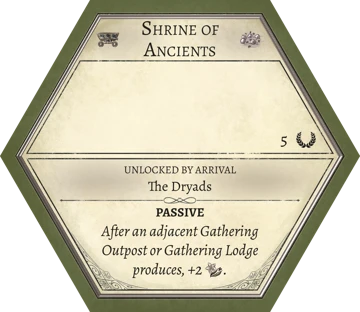 SHRINE OF
ANCIENTS
5
UNLOCKED BY ARRIVAL
The Dryads
PASSIVE
After an adjacent Gathering
Outpost or Gathering Lodge
produces, +2 .